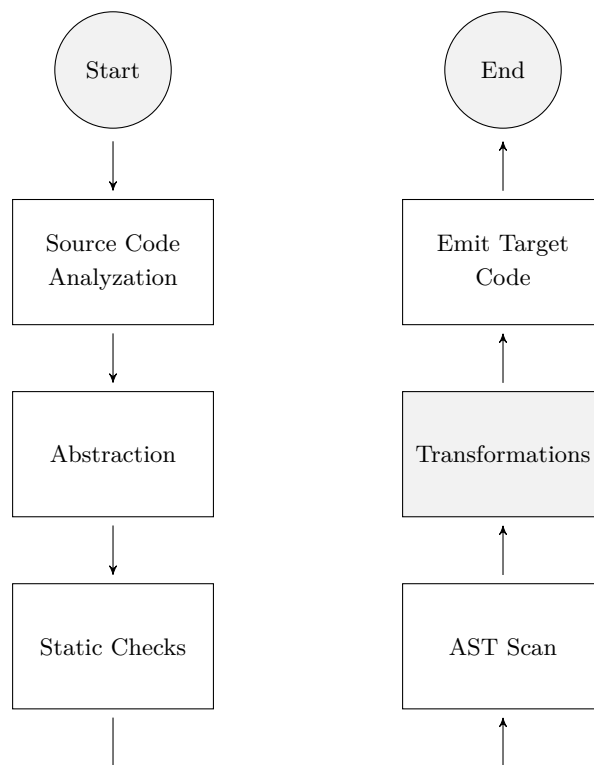 Start
Source Code
Analyzation
Abstraction
Static Checks
End
Emit Target
Code
Transformations
AST Scan